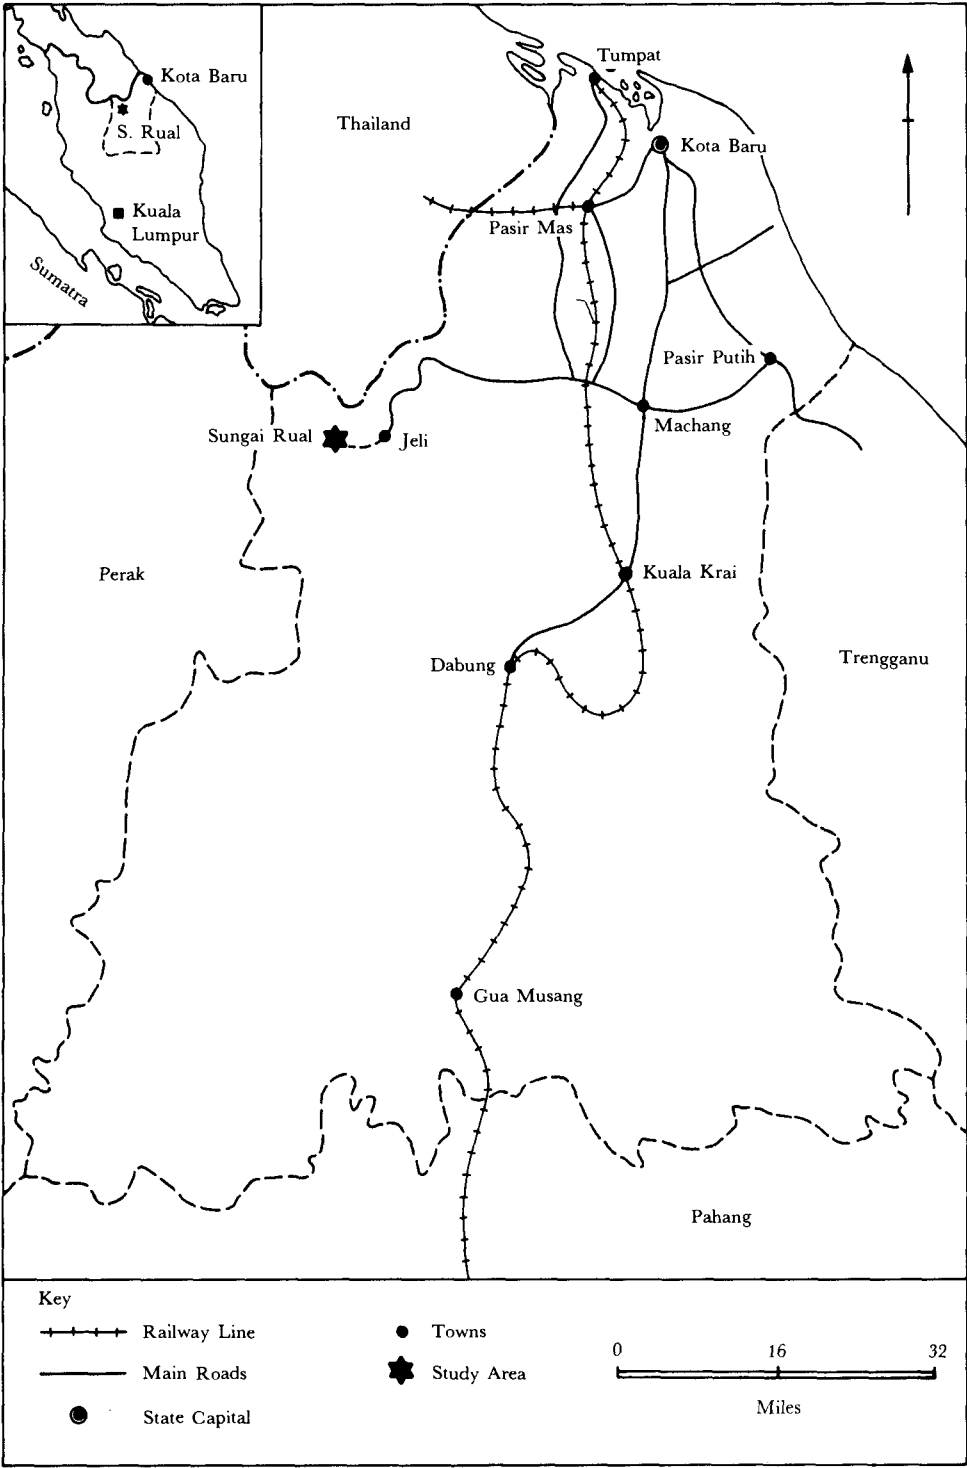 Kota Baru
S. Rual
Kuala
Lumpur
Sumatra
Tumpat
Thailand
Kota Baru
Pasir Mas
Pasir Putih
Machang
Sungai Rual
Jeli
Perak
Kuala Krai
Dabung
Trengganu
Gua Musang
Pahang
Key
Railway Line
Main Roads
State Capital
Towns
Study Area
0 16 32
Miles